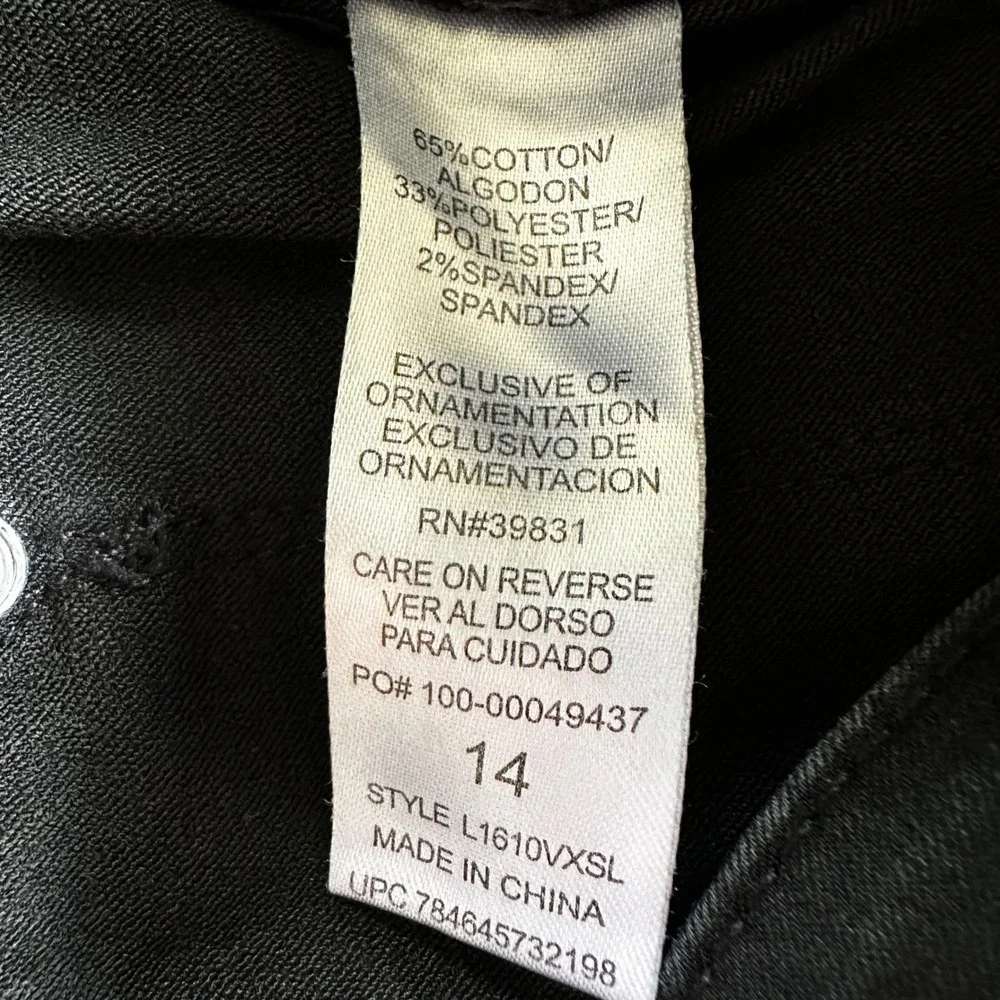 65%COTTON/
ALGODON
33%POLYESTER/
POLIESTER
2%SPANDEX/
SPANDEX
EXCLUSIVE OF
ORNAMENTATION
EXCLUSIVO DE
ORNAMENTACION
RN#39831
CARE ON REVERSE
VER AL DORSO
PARA CUIDADO
PO# 100-00049437
14
STYLE L1610VXSL
MADE IN CHINA
UPC 784645732198